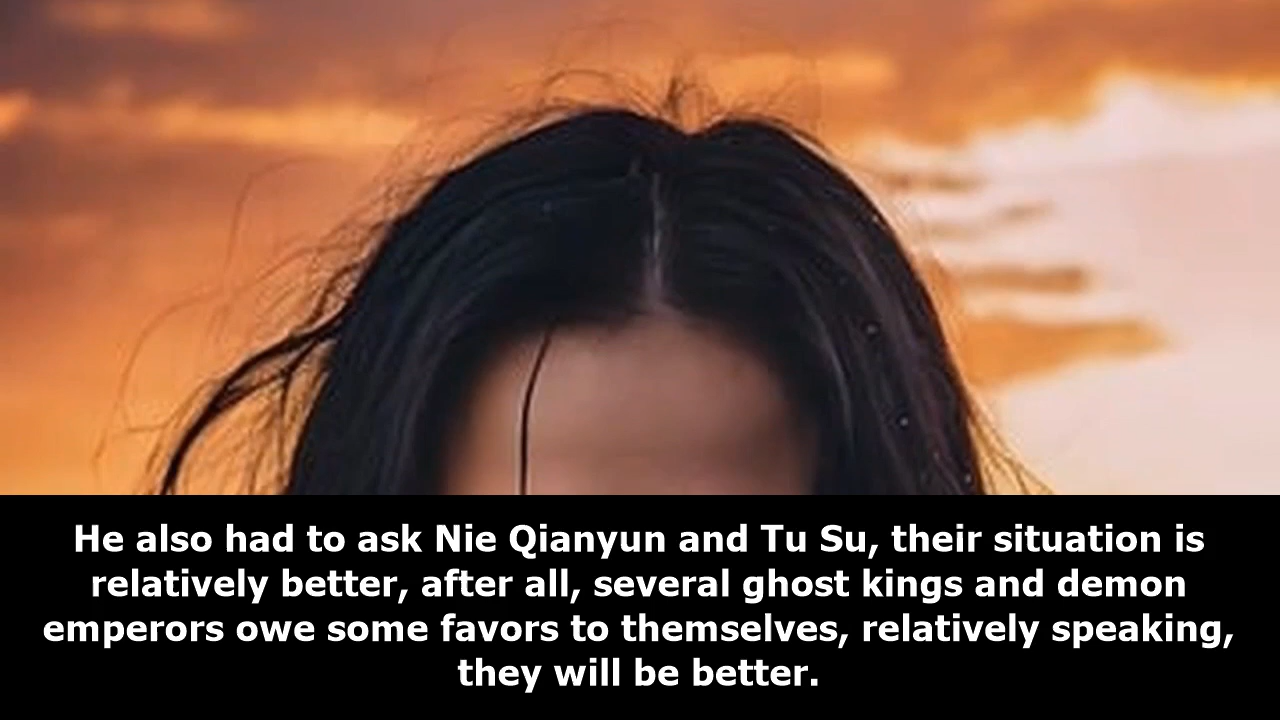 He also had to ask Nie Qianyun and Tu Su, their situation is
relatively better, after all, several ghost kings and demon
emperors owe some favors to themselves, relatively speaking,
they will be better.